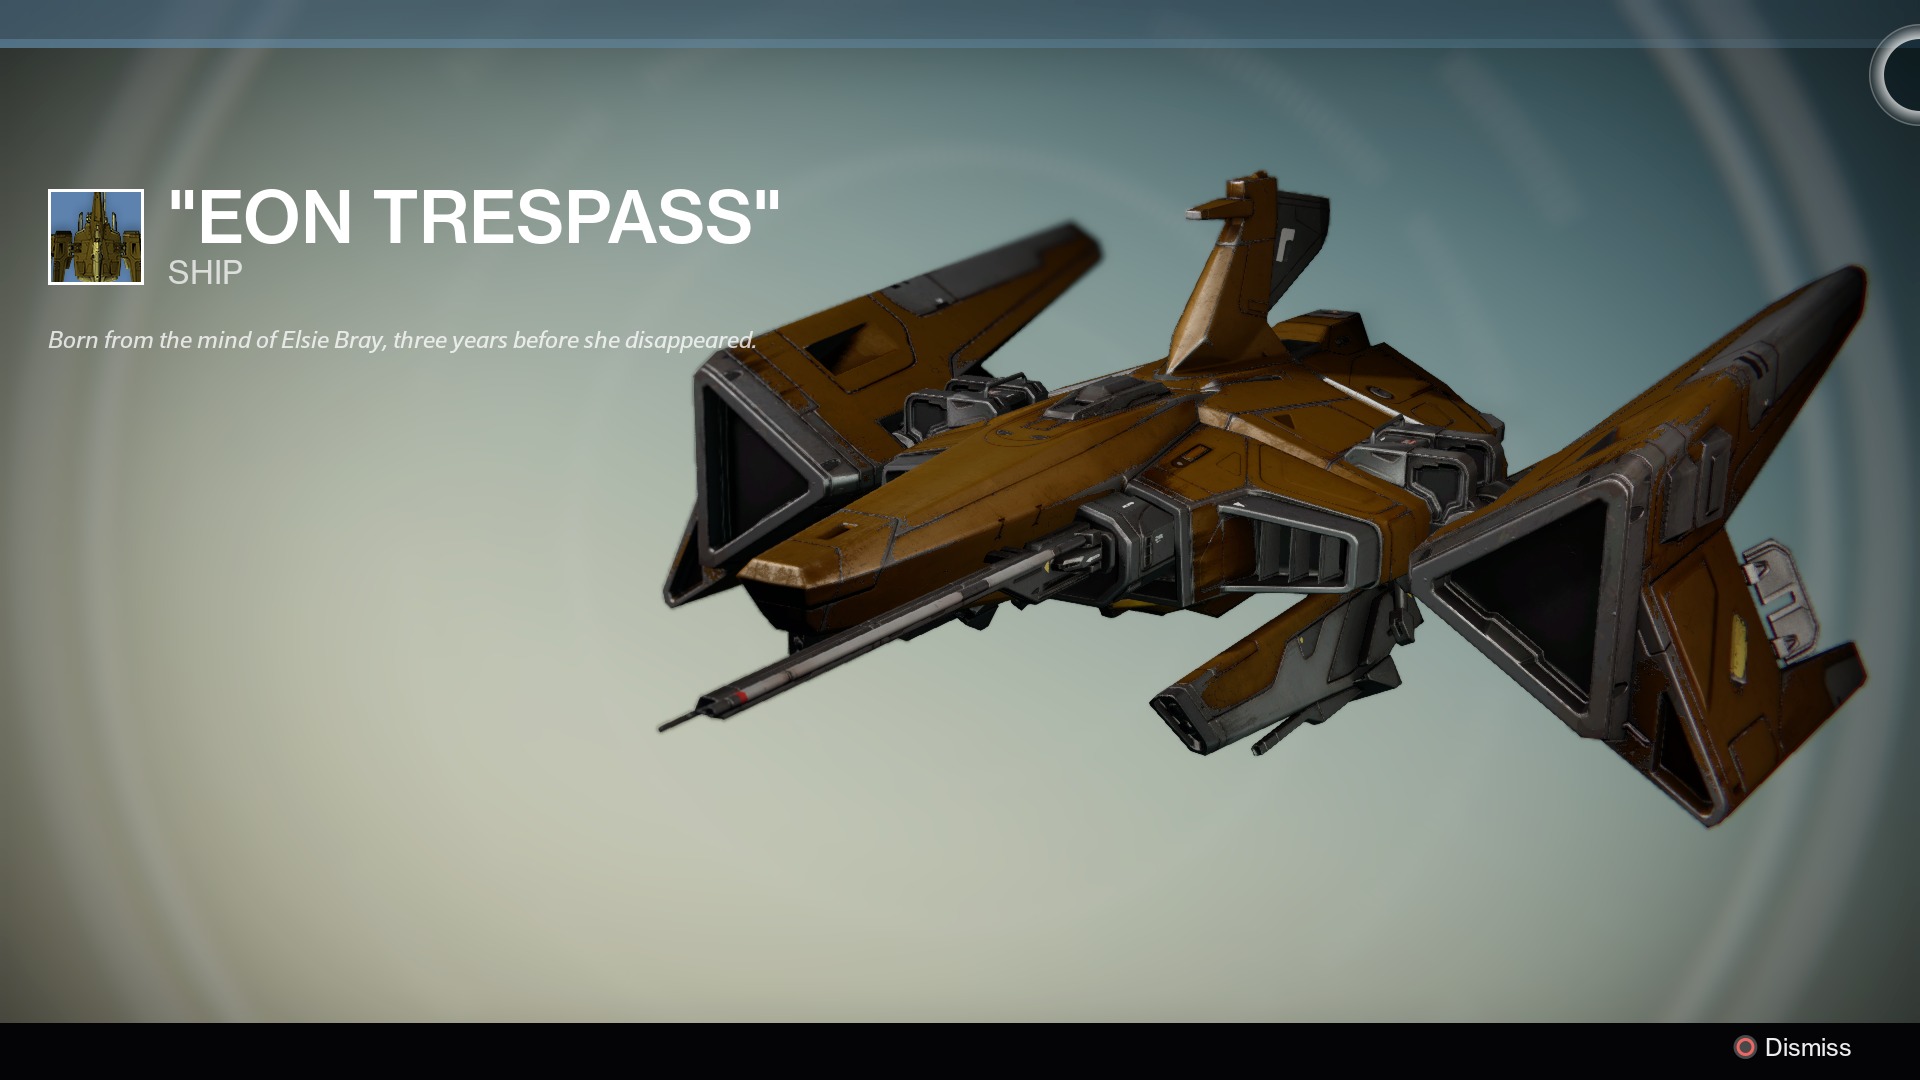 "EON TRESPASS"
SHIP
Born from the mind of Elsie Bray, three years before she disappeared.
Dismiss